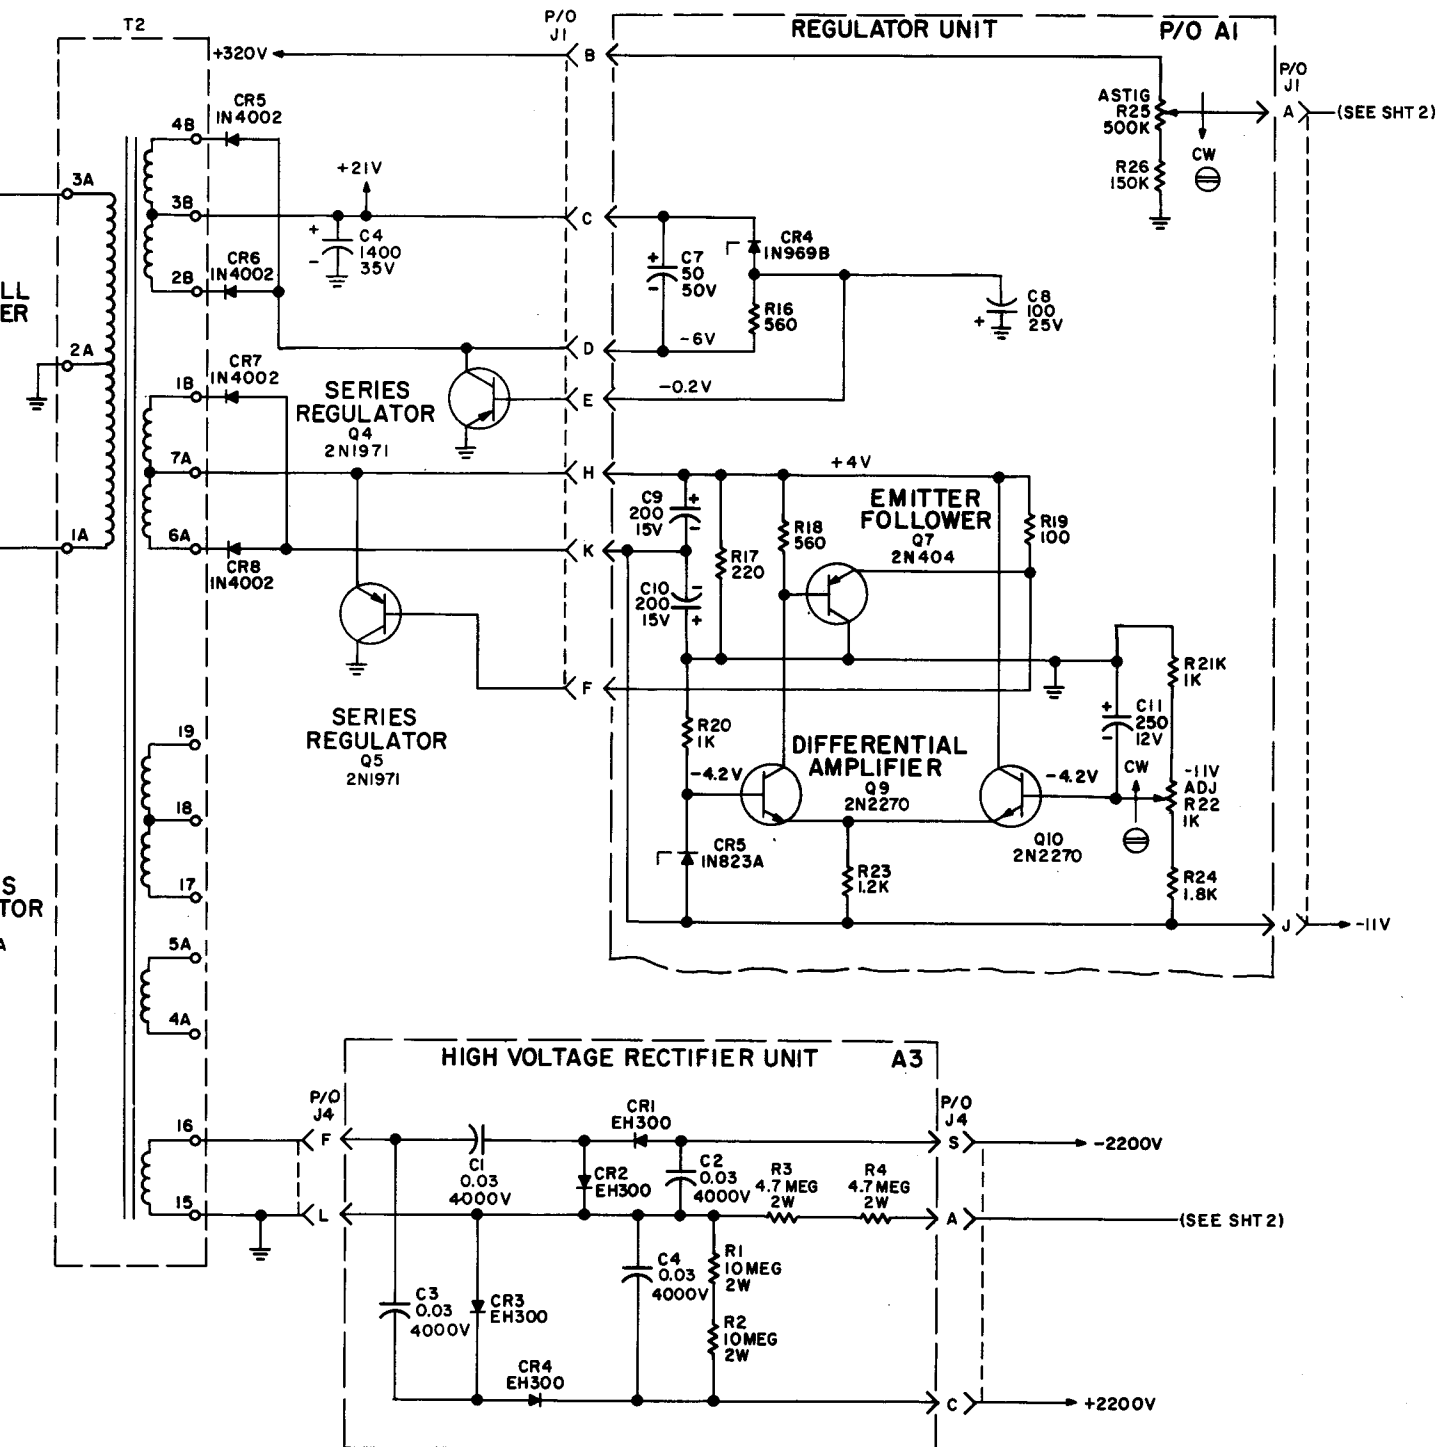 T2
P/O
J1
REGULATOR UNIT
P/O A1
+320V
B
P/O
J1
CR5
1N4002
4B
ASTIG
R25
500K
A
(SEE SHT 2)
CW
+21V
R26
150K
3A
3B
C
+
C4
1400
35V
-
CR4
1N969B
+
C7
50
50V
-
CR6
1N4002
2B
LL
ER
R16
560
C8
100
25V
+
-6V
D
2A
CR7
1N4002
1B
SERIES
REGULATOR
Q4
2N1971
-0.2V
E
7A
H
+4V
C9
200
15V
+
-
EMITTER
FOLLOWER
Q7
2N404
R18
560
R19
100
1A
6A
CR8
1N4002
K
R17
220
C10
200
15V
-
+
R21K
1K
F
SERIES
REGULATOR
Q5
2N1971
R20
1K
+
C11
250
12V
-
19
DIFFERENTIAL
AMPLIFIER
Q9
2N2270
-4.2V
-4.2V
CW
-11V
ADJ
R22
1K
18
Q10
2N2270
CR5
1N823A
R23
1.2K
R24
1.8K
17
S
TOR
A
J
-11V
5A
4A
HIGH VOLTAGE RECTIFIER UNIT
A3
P/O
J4
CR1
EH300
P/O
J4
16
F
S
-2200V
C1
0.03
4000V
CR2
EH300
C2
0.03
4000V
R3
4.7 MEG
2W
R4
4.7 MEG
2W
15
L
A
(SEE SHT 2)
C4
0.03
4000V
R1
10MEG
2W
C3
0.03
4000V
CR3
EH300
R2
10MEG
2W
CR4
EH300
C
+2200V